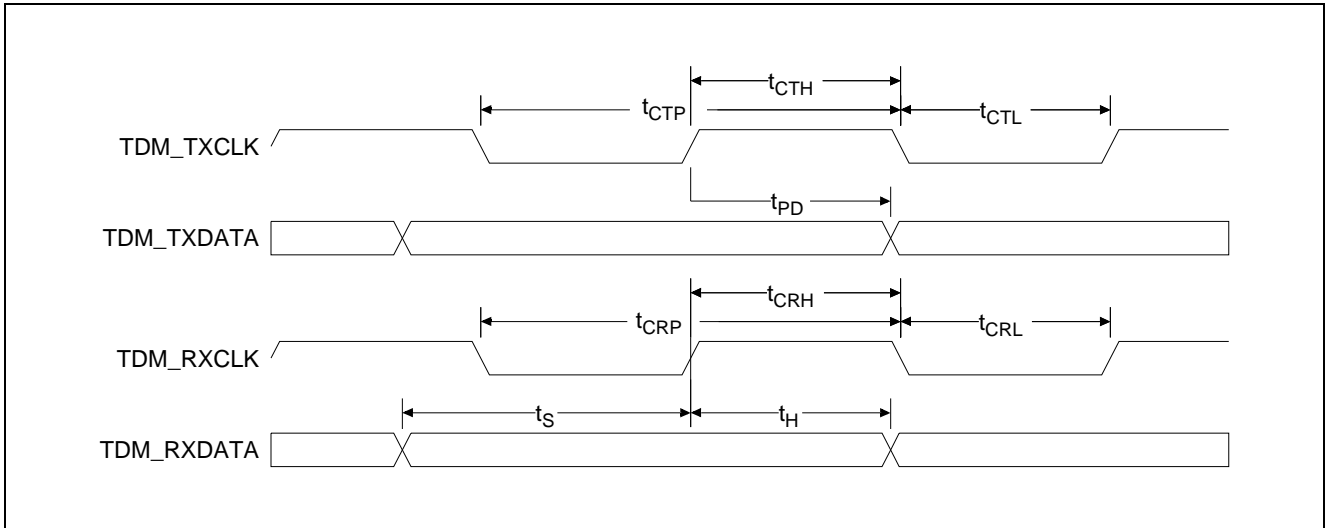 tCTH
tCTP
tCTL
TDM_TXCLK
tPD
TDM_TXDATA
tCRH
tCRP
tCRL
TDM_RXCLK
tS
tH
TDM_RXDATA